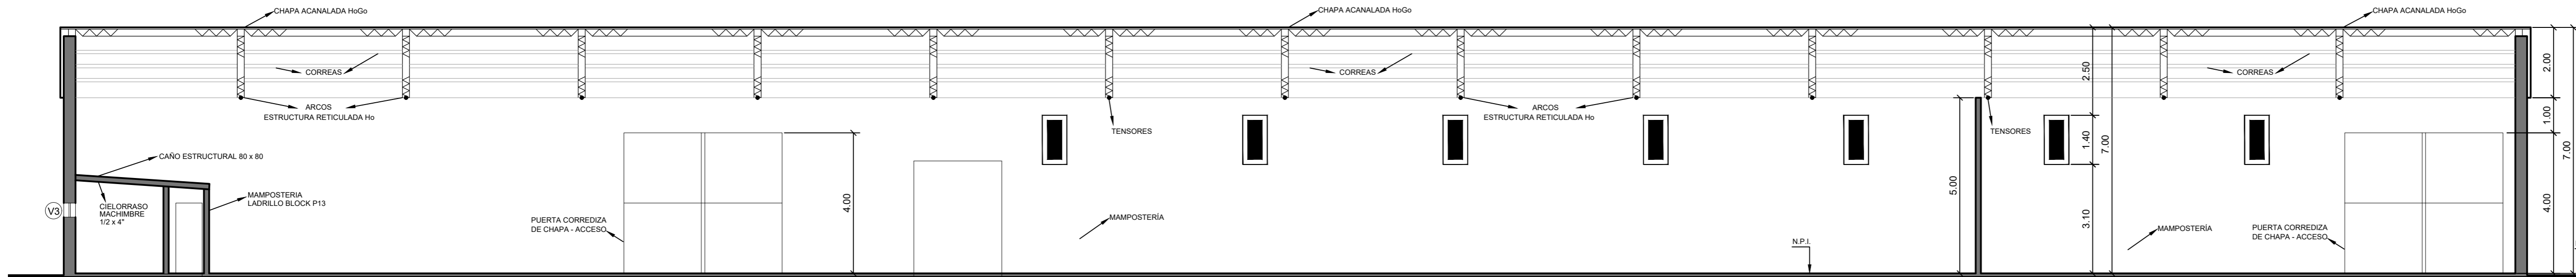 CHAPA ACANALADA HoGo
CHAPA ACANALADA HoGo
CHAPA ACANALADA HoGo
CORREAS
CORREAS
CORREAS
2.50
2.00
ARCOS
ESTRUCTURA RETICULADA Ho
ARCOS
ESTRUCTURA RETICULADA Ho
TENSORES
TENSORES
1.40
7.00
1.00
7.00
CAÑO ESTRUCTURAL 80 x 80
V3
CIELORRASO
MACHIMBRE
1/2 x 4"
MAMPOSTERIA
LADRILLO BLOCK P13
4.00
5.00
3.10
4.00
PUERTA CORREDIZA
DE CHAPA - ACCESO
MAMPOSTERÍA
N.P.I.
MAMPOSTERÍA
PUERTA CORREDIZA
DE CHAPA - ACCESO